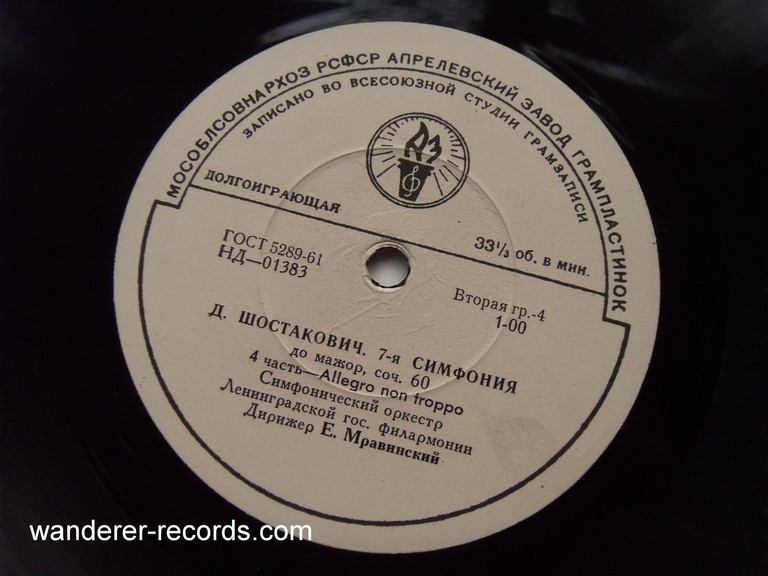 МОСОБЛСОВНАРХОЗ РСФСР АПРЕЛЕВСКИЙ ЗАВОД ГРАМПЛАСТИНОК
ЗАПИСАНО ВО ВСЕСОЮЗНОЙ СТУДИИ ГРАМЗАПИСИ
АЗ
ДОЛГОИГРАЮЩАЯ
33⅓ об. в мин.
ГОСТ 5289-61
НД—01383
Вторая гр.-4
1-00
Д. ШОСТАКОВИЧ. 7-я СИМФОНИЯ
до мажор, соч. 60
4 часть—Allegro non troppo
Симфонический оркестр
Ленинградской гос. филармонии
Дирижер Е. Мравинский
wanderer-records.com